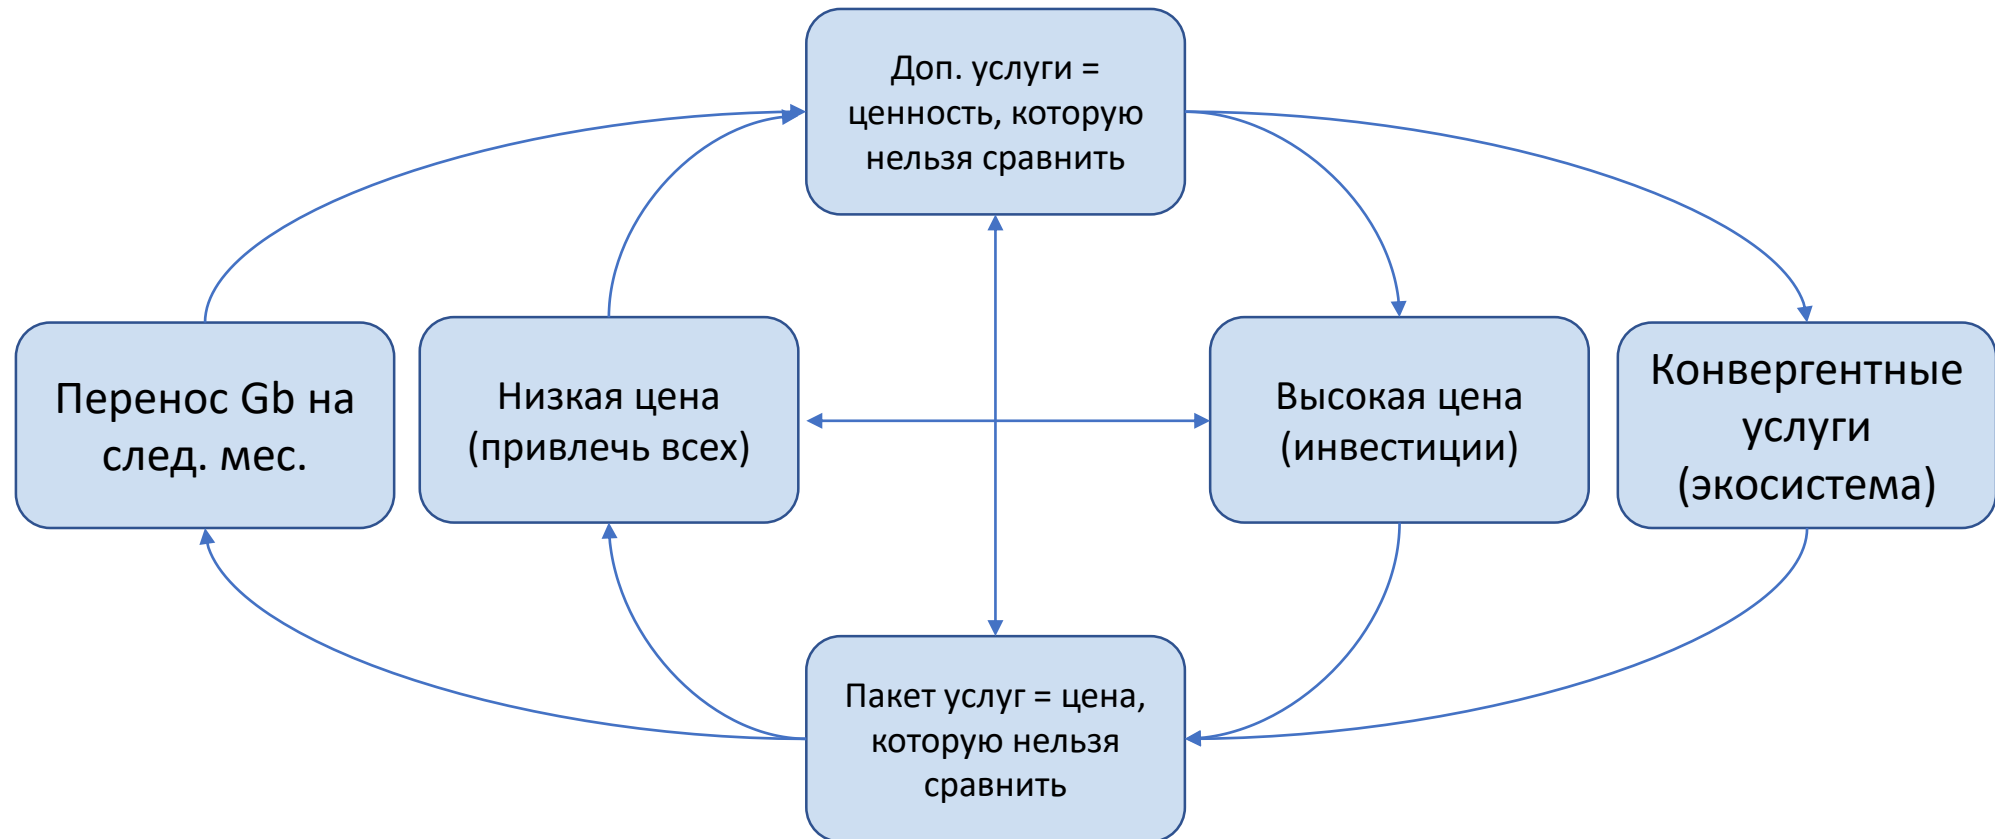 Доп. услуги =
ценность, которую
нельзя сравнить
Перенос Gb на
след. мес.
Низкая цена
(привлечь всех)
Высокая цена
(инвестиции)
Конвергентные
услуги
(экосистема)
Пакет услуг = цена,
которую нельзя
сравнить